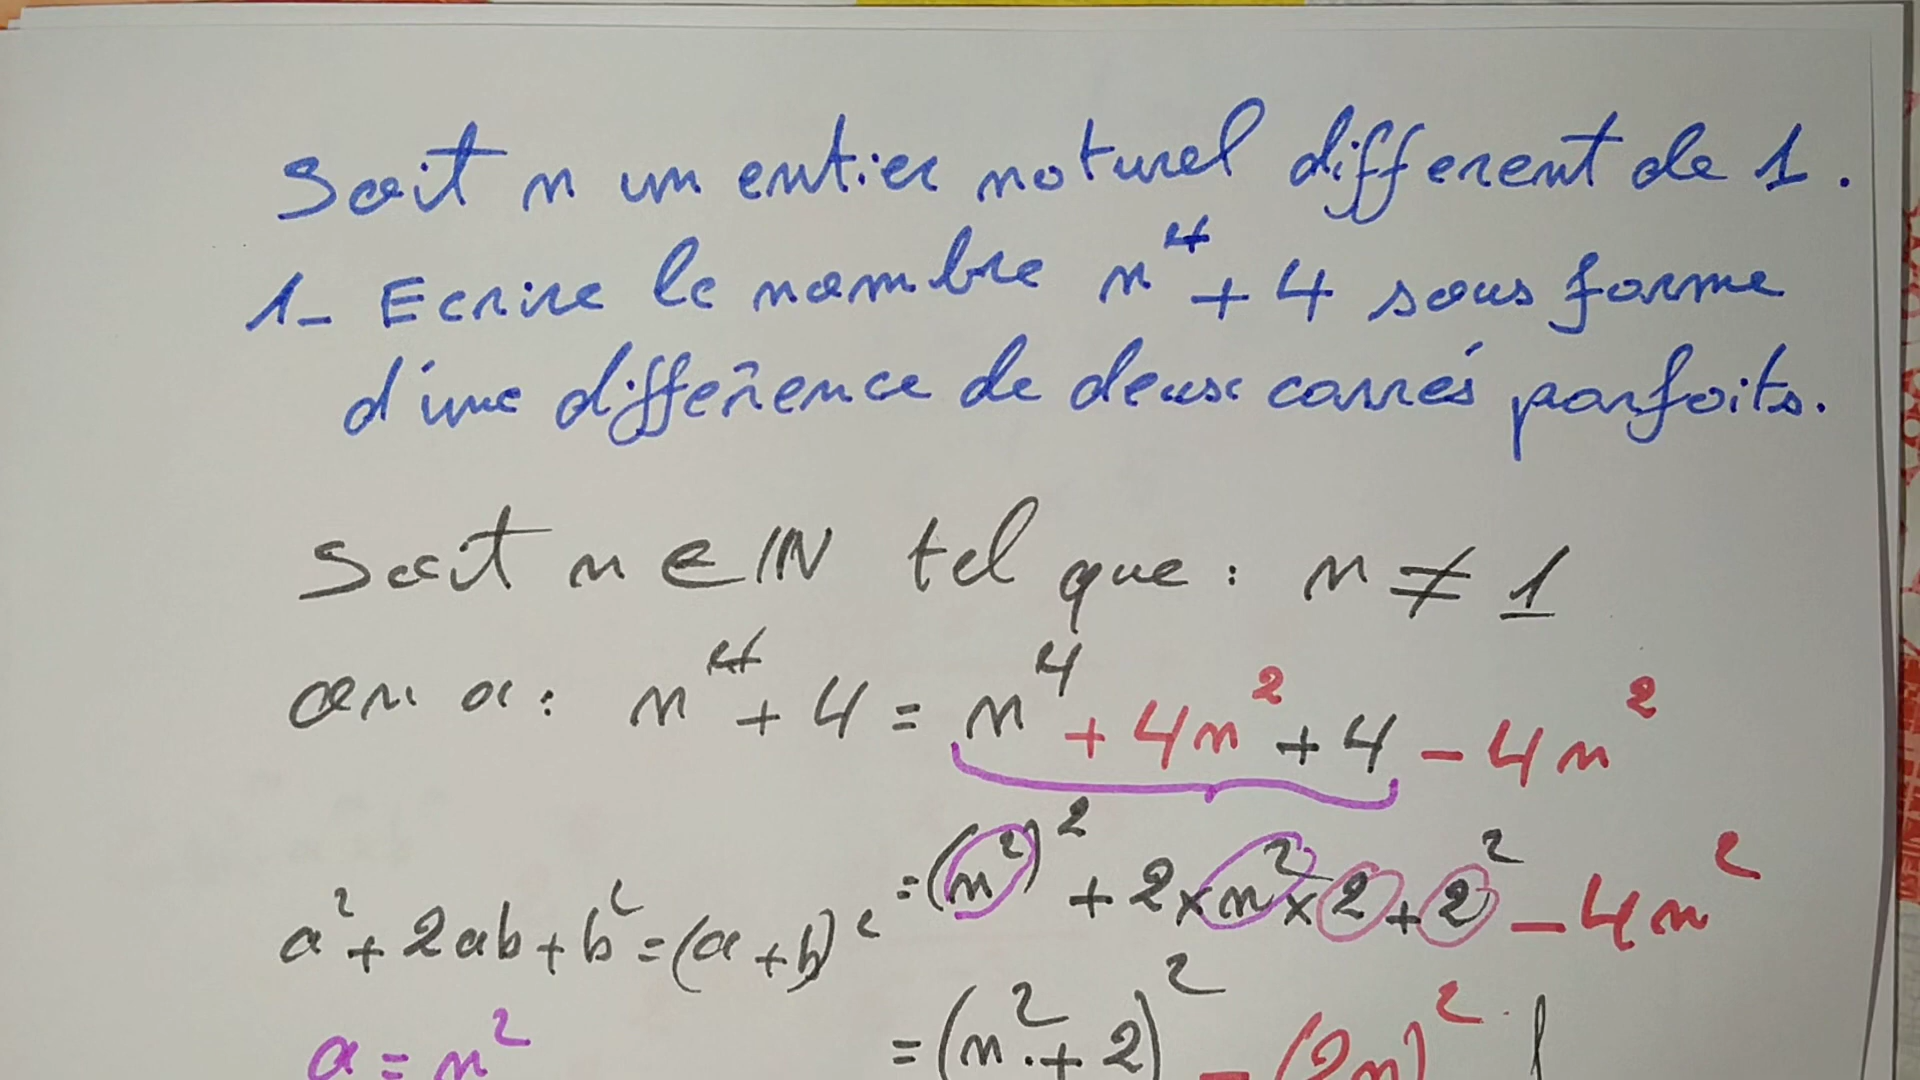 Soit n un entier naturel different de 1.
1- Ecrire le nombre n⁴ + 4 sous forme
d'une différence de deux carrés parfaits.
Soit n ∈ IN tel que : n ≠ 1
on a : n⁴ + 4 = n⁴ + 4n² + 4 - 4n²
= (n²)² + 2×n²×2 + 2² - 4n²
a² + 2ab + b² = (a + b)²
= (n² + 2)² - (2n)²
a = n²